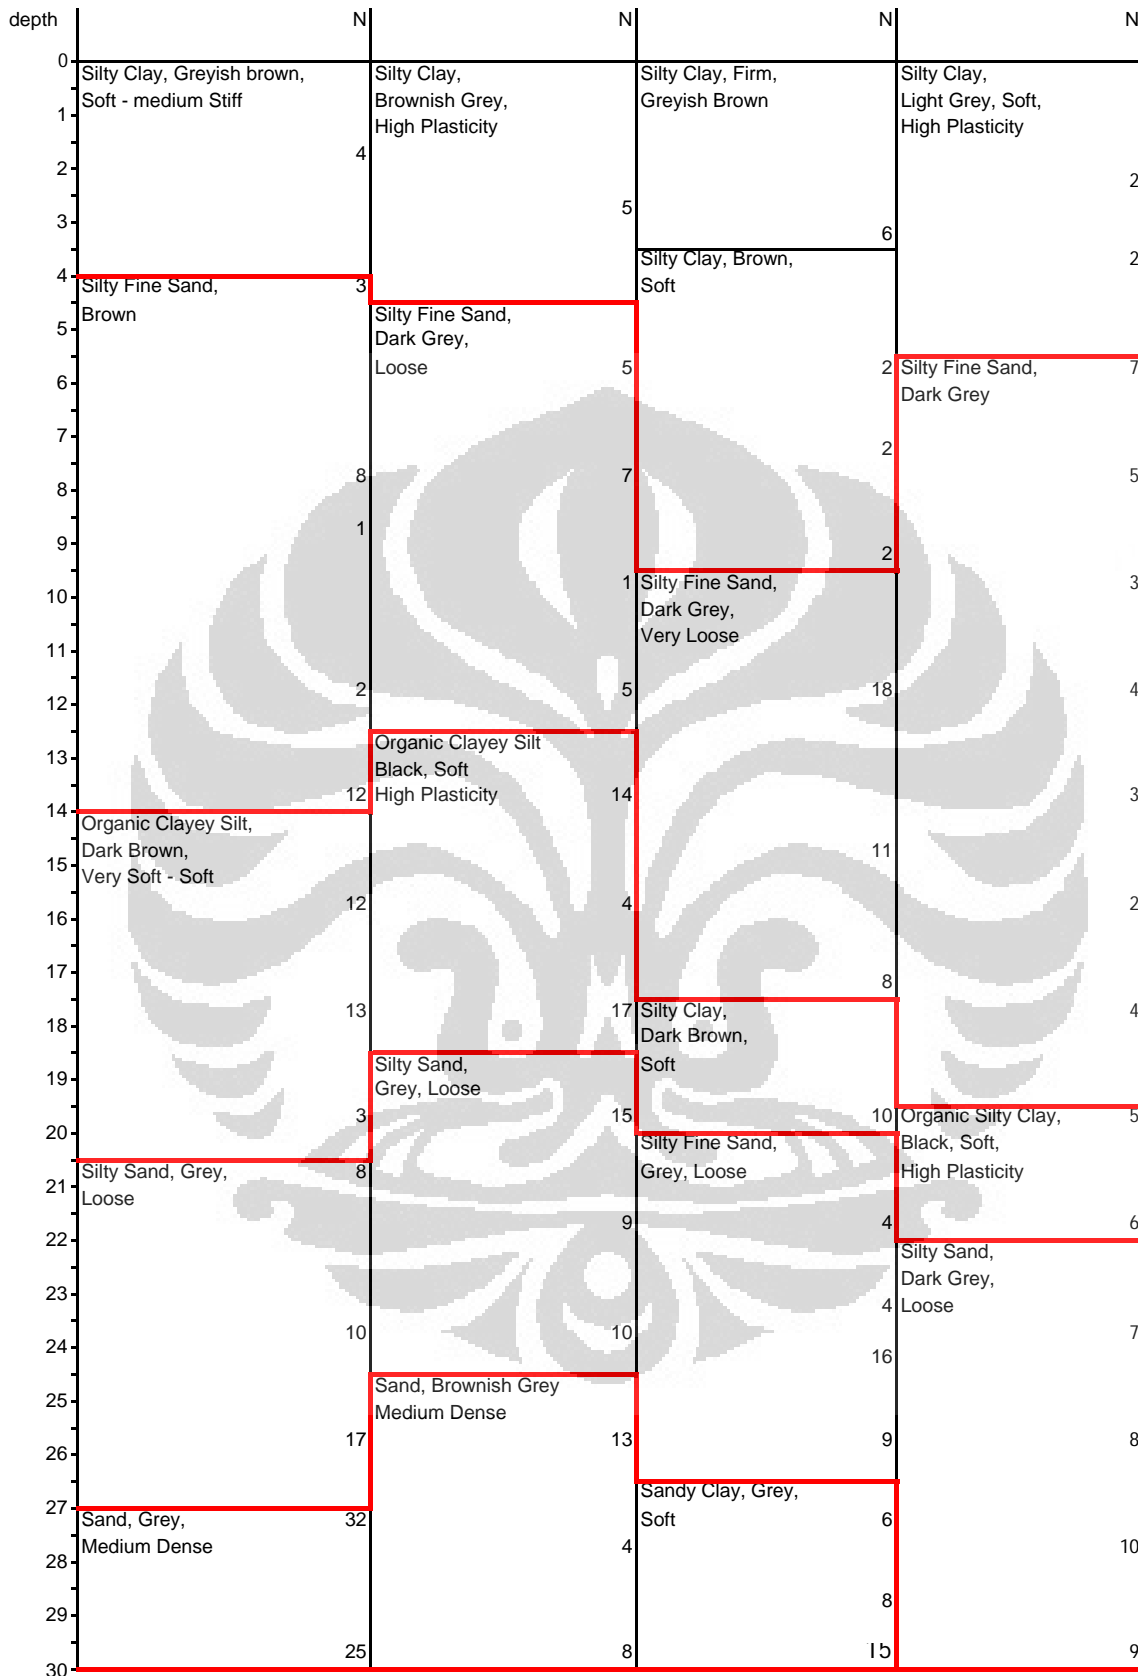 depth N N N N
0
Silty Clay, Greyish brown,
Soft - medium Stiff
Silty Clay,
Brownish Grey,
High Plasticity
Silty Clay, Firm,
Greyish Brown
Silty Clay,
Light Grey, Soft,
High Plasticity
1
4
2
2
5
3
6
Silty Clay, Brown,
Soft
2
4
Silty Fine Sand,
Brown
3
Silty Fine Sand,
Dark Grey,
Loose
5
5
2
Silty Fine Sand,
Dark Grey
7
6
7
2
8
7
5
8
1
9
2
1
Silty Fine Sand,
Dark Grey,
Very Loose
3
10
11
2
5
18
4
12
Organic Clayey Silt
Black, Soft
High Plasticity
13
12
14
3
14
Organic Clayey Silt,
Dark Brown,
Very Soft - Soft
11
15
12
4
2
16
17
8
13
17
Silty Clay,
Dark Brown,
Soft
4
18
Silty Sand,
Grey, Loose
19
3
15
10
Organic Silty Clay,
Black, Soft,
High Plasticity
5
20
Silty Fine Sand,
Grey, Loose
Silty Sand, Grey,
Loose
8
21
9
4
6
22
Silty Sand,
Dark Grey,
Loose
23
4
10
10
7
24
16
Sand, Brownish Grey
Medium Dense
25
17
13
9
8
26
Sandy Clay, Grey,
Soft
27
Sand, Grey,
Medium Dense
32
6
4
10
28
8
29
25
8
15
9
30